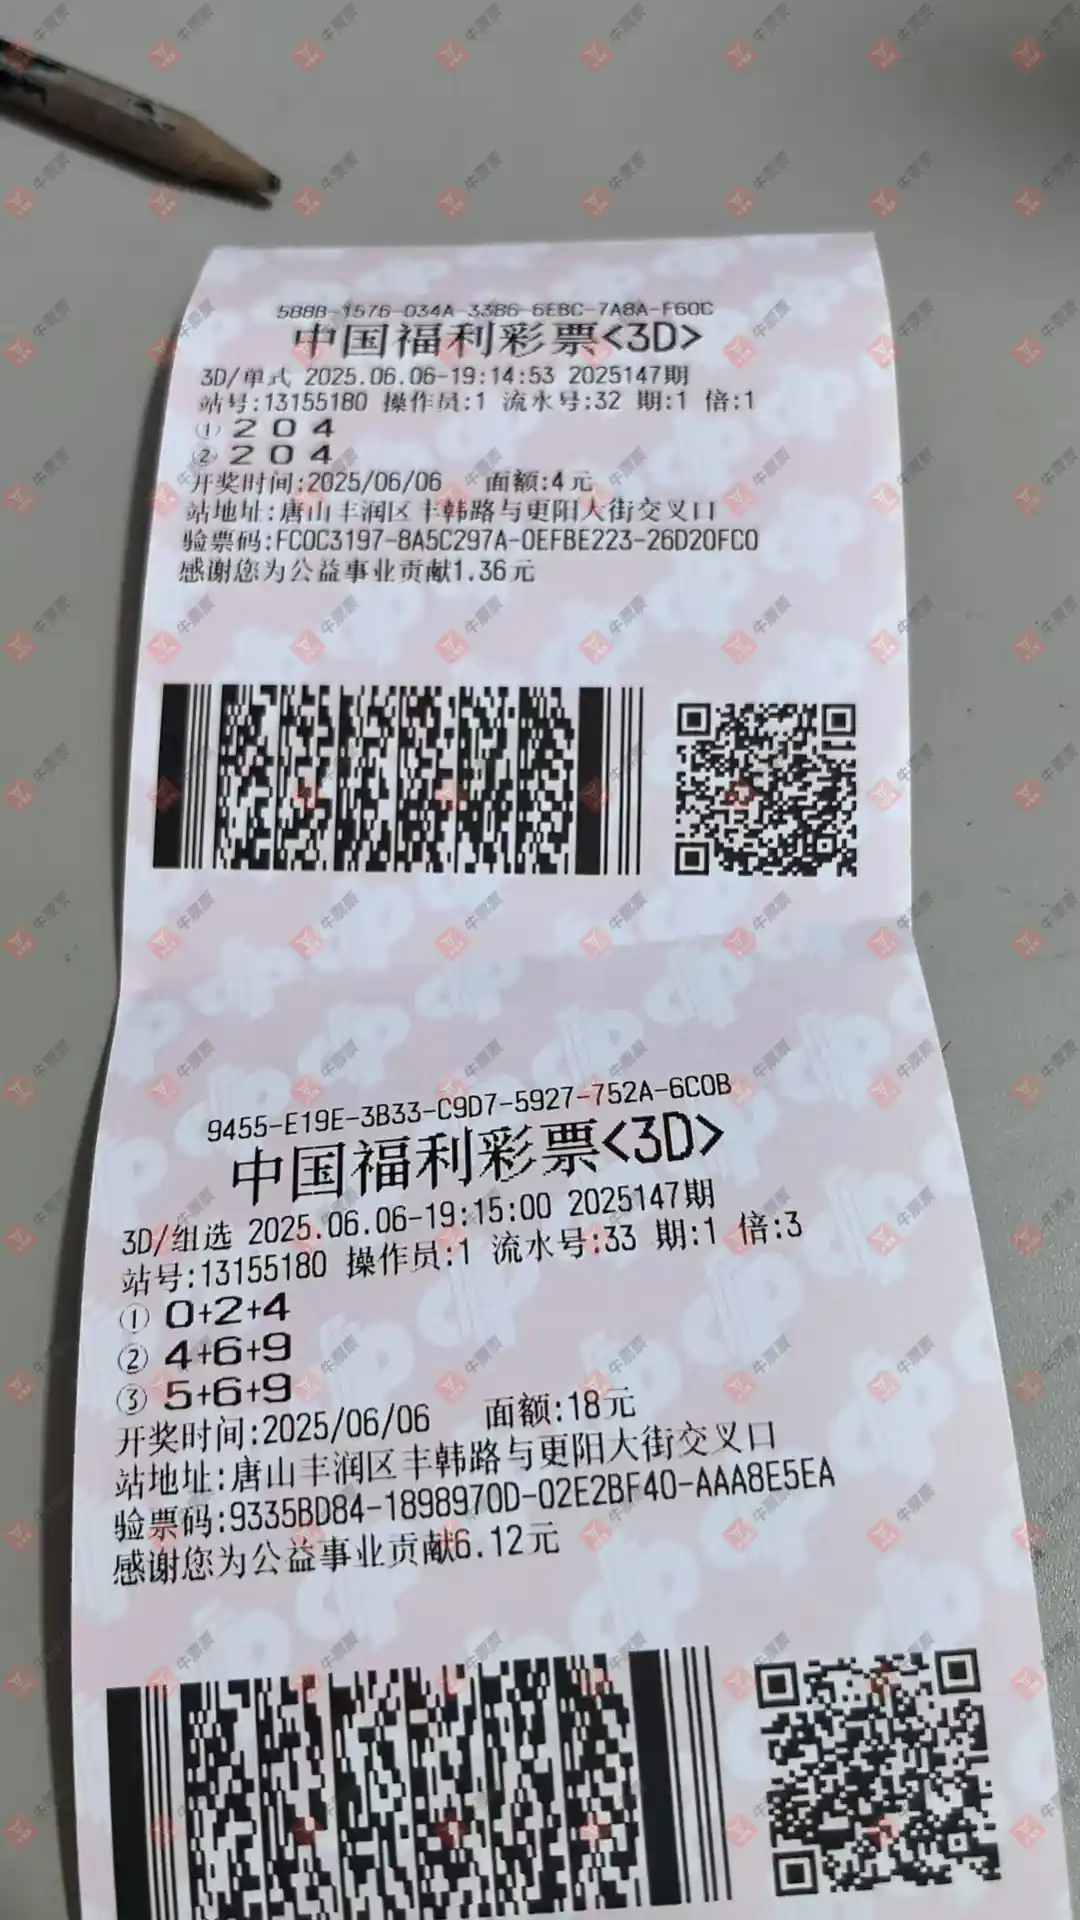 5B8B-1576-034A-33B6-6EBC-7A8A-F60C
中国福利彩票<3D>
3D/单式 2025.06.06-19:14:53 2025147期
站号:13155180 操作员:1 流水号:32 期:1 倍:1
① 2 0 4
② 2 0 4
开奖时间:2025/06/06 面额:4元
站地址:唐山丰润区丰韩路与更阳大街交叉口
验票码:FC0C3197-8A5C297A-0EFBE223-26D20FC0
感谢您为公益事业贡献1.36元
9455-E19E-3B33-C9D7-5927-752A-6C0B
中国福利彩票<3D>
3D/组选 2025.06.06-19:15:00 2025147期
站号:13155180 操作员:1 流水号:33 期:1 倍:3
① 0+2+4
② 4+6+9
③ 5+6+9
开奖时间:2025/06/06 面额:18元
站地址:唐山丰润区丰韩路与更阳大街交叉口
验票码:9335BD84-1898970D-02E2BF40-AAA8E5EA
感谢您为公益事业贡献6.12元
牛票票